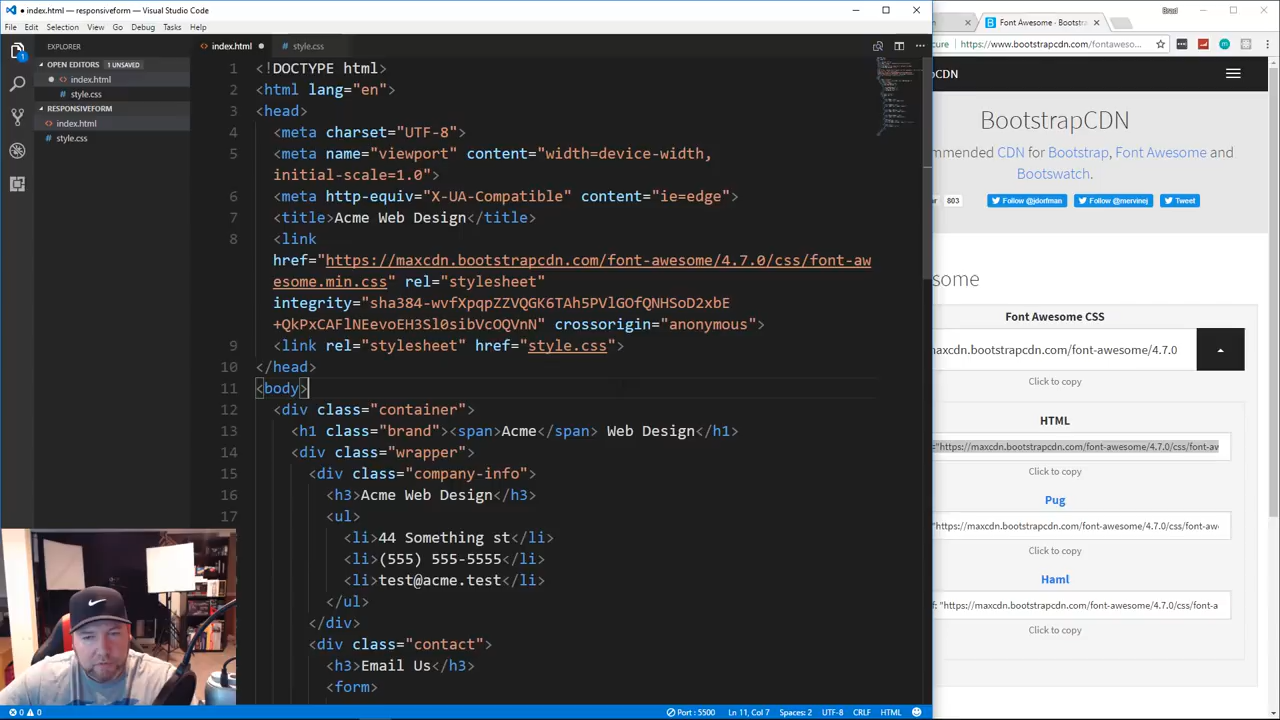 index.html — responsiveform — Visual Studio Code
File Edit Selection View Go Debug Tasks Help
EXPLORER
OPEN EDITORS 1 UNSAVED
index.html
style.css
RESPONSIVEFORM
index.html
style.css
index.html style.css
1 <!DOCTYPE html>
2 <html lang="en">
3 <head>
4 <meta charset="UTF-8">
5 <meta name="viewport" content="width=device-width,
initial-scale=1.0">
6 <meta http-equiv="X-UA-Compatible" content="ie=edge">
7 <title>Acme Web Design</title>
8 <link
href="https://maxcdn.bootstrapcdn.com/font-awesome/4.7.0/css/font-aw
esome.min.css" rel="stylesheet"
integrity="sha384-wvfXpqpZZVQGK6TAh5PVlGOfQNHSoD2xbE
+QkPxCAFlNEevoEH3Sl0sibVcOQVnN" crossorigin="anonymous">
9 <link rel="stylesheet" href="style.css">
10 </head>
11 <body>
12 <div class="container">
13 <h1 class="brand"><span>Acme</span> Web Design</h1>
14 <div class="wrapper">
15 <div class="company-info">
16 <h3>Acme Web Design</h3>
17 <ul>
<li>44 Something st</li>
<li>(555) 555-5555</li>
<li>test@acme.test</li>
</ul>
</div>
<div class="contact">
<h3>Email Us</h3>
<form>
0 0
Port : 5500 Ln 11, Col 7 Spaces: 2 UTF-8 CRLF HTML
Brad
Font Awesome · Bootstra
cure https://www.bootstrapcdn.com/fontaweso...
oCDN
BootstrapCDN
mmended CDN for Bootstrap, Font Awesome and
Bootswatch.
803 Follow @jdorfman Follow @mervinej Tweet
esome
Font Awesome CSS
maxcdn.bootstrapcdn.com/font-awesome/4.7.0
Click to copy
HTML
="https://maxcdn.bootstrapcdn.com/font-awesome/4.7.0/css/font-av
Click to copy
Pug
"https://maxcdn.bootstrapcdn.com/font-awesome/4.7.0/css/font-awe
Click to copy
Haml
f: "https://maxcdn.bootstrapcdn.com/font-awesome/4.7.0/css/font-a
Click to copy